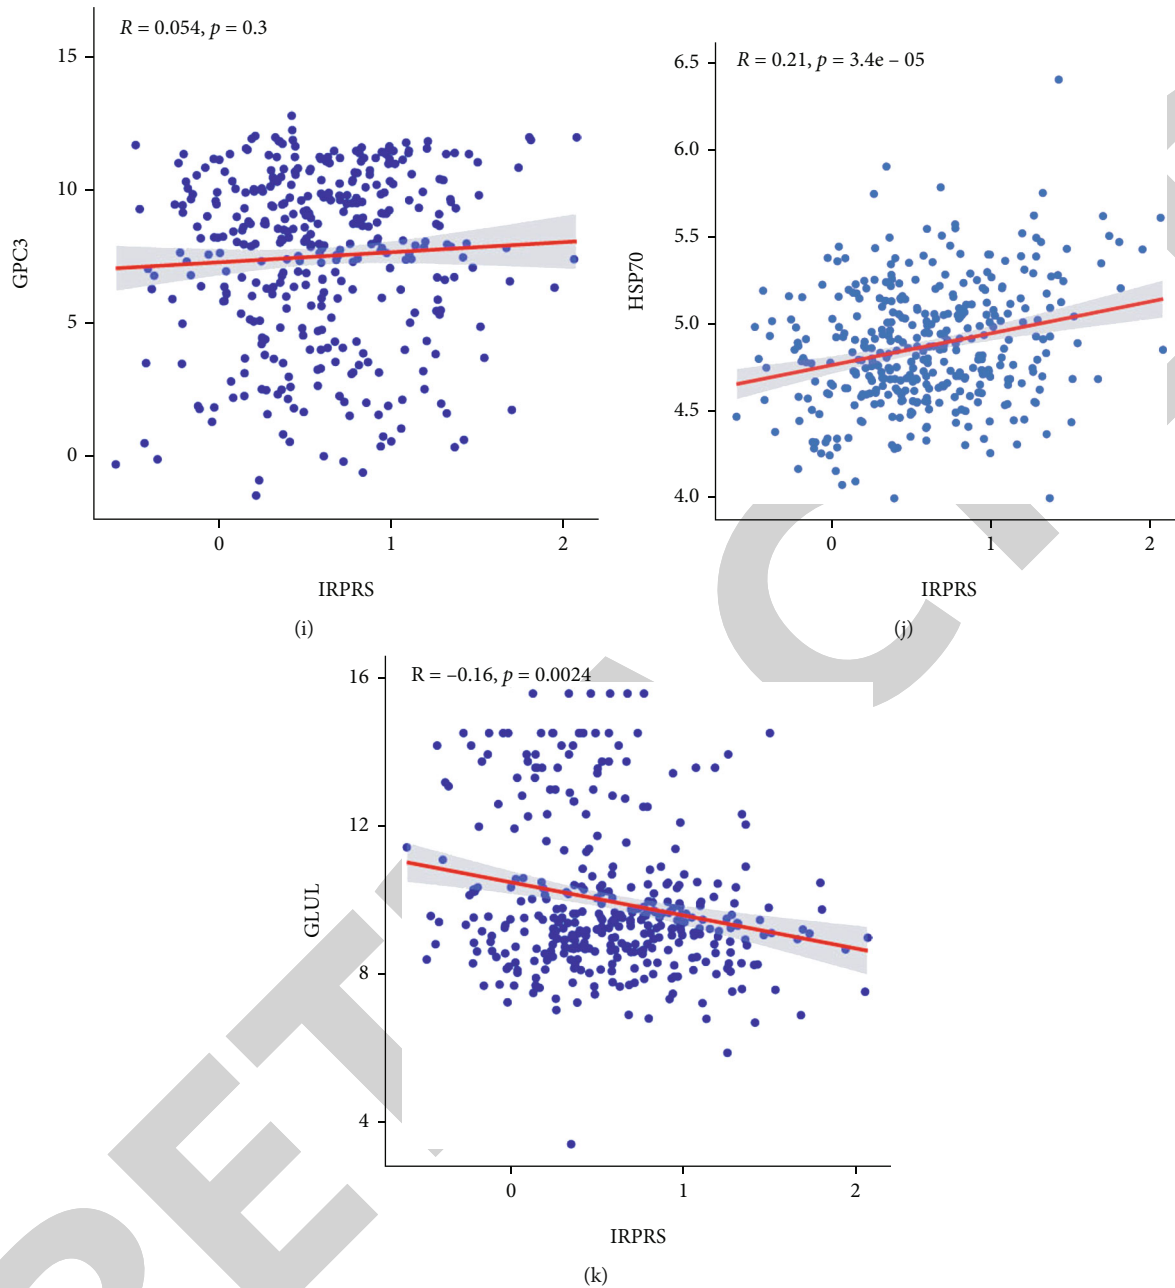 R = 0.054, p = 0.3
15
10
5
0
GPC3
0 1 2
IRPRS
(i)
R = 0.21, p = 3.4e – 05
6.5
6.0
5.5
5.0
4.5
4.0
HSP70
0 1 2
IRPRS
(j)
R = –0.16, p = 0.0024
16
12
8
4
GLUL
0 1 2
IRPRS
(k)